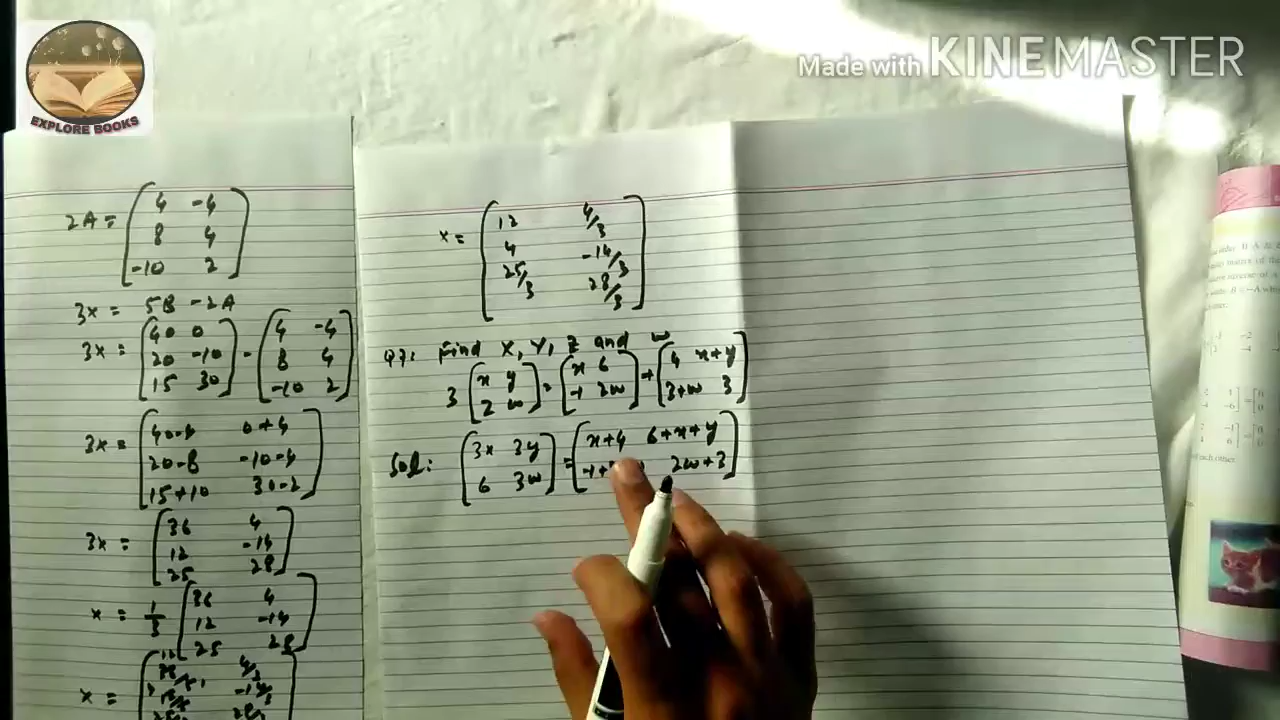 EXPLORE BOOKS
Made with KINEMASTER
2A = 4 -4
8 4
-10 2
3x = 5B - 2A
3x = 40 0 - 4 -4
20 -10 8 4
15 30 -10 2
3x = 40-4 0+4
20-8 -10-4
15+10 30-2
3x = 36 4
12 -14
25 28
x = 1/3 36 4
12 -14
25 28
x =
x = 12 4/3
4 -14/3
25/3 28/3
Q7: Find X, Y, Z and W
3 x y = x 6 + 4 x+y
2 w -1 2w 3+w 3
Sol: 3x 3y = x+4 6+x+y
6 3w -1+ 2w+3